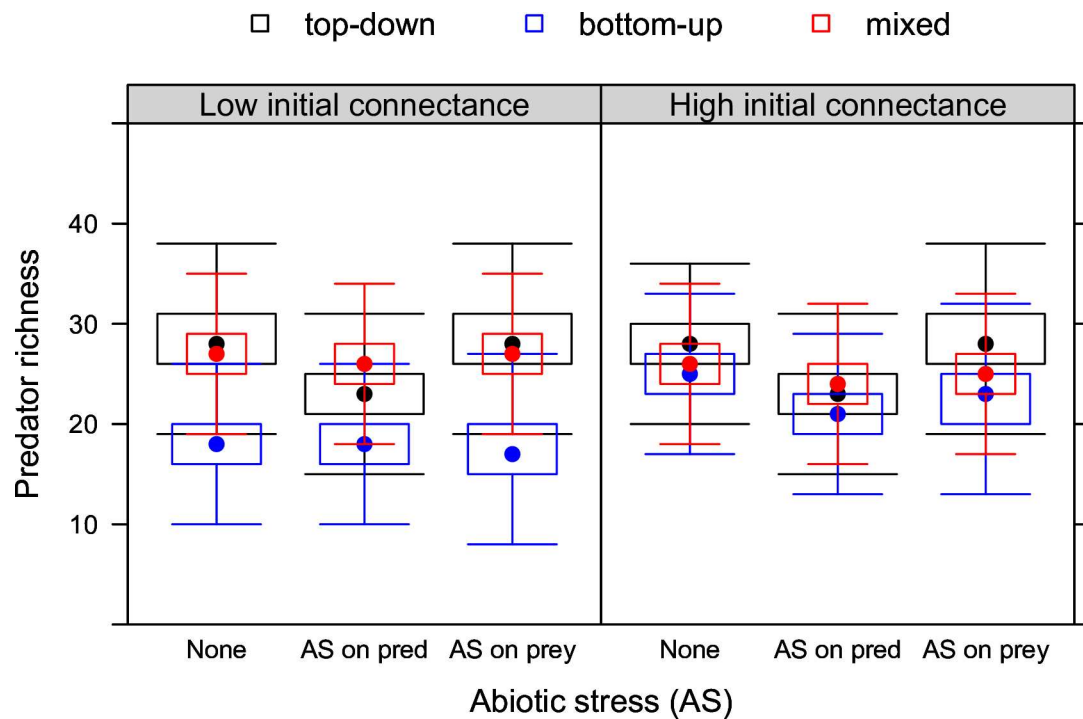 top-down bottom-up mixed
Low initial connectance High initial connectance
Predator richness
40
30
20
10
None AS on pred AS on prey None AS on pred AS on prey
Abiotic stress (AS)